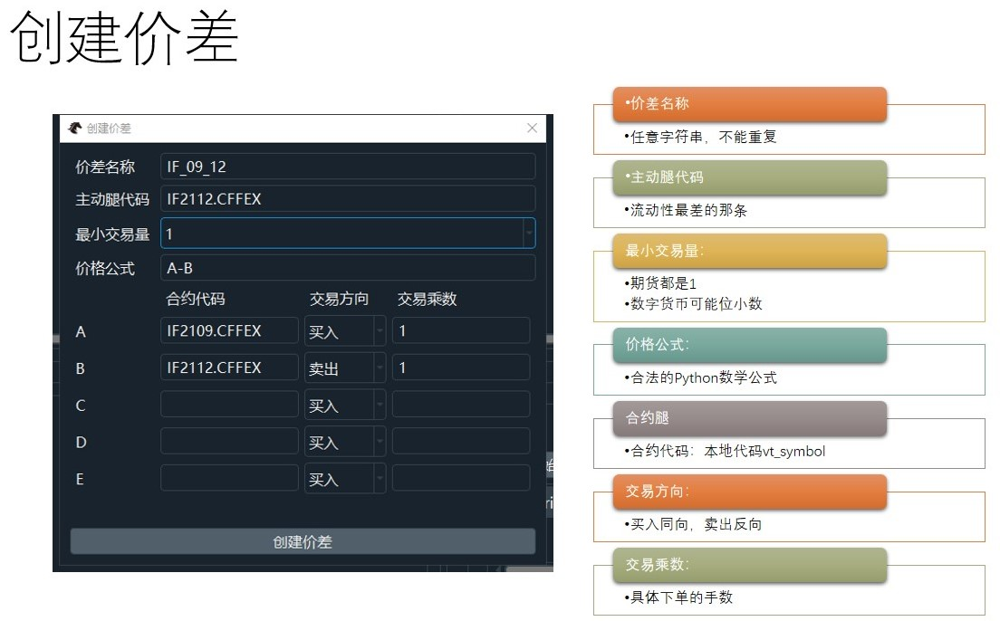 创建价差
创建价差
价差名称 IF_09_12
主动腿代码 IF2112.CFFEX
最小交易量 1
价格公式 A-B
合约代码 交易方向 交易乘数
A IF2109.CFFEX 买入 1
B IF2112.CFFEX 卖出 1
C 买入
D 买入
E 买入
创建价差
•价差名称
•任意字符串，不能重复
•主动腿代码
•流动性最差的那条
最小交易量：
•期货都是1
•数字货币可能位小数
价格公式：
•合法的Python数学公式
合约腿
•合约代码：本地代码vt_symbol
交易方向：
•买入同向，卖出反向
交易乘数：
•具体下单的手数